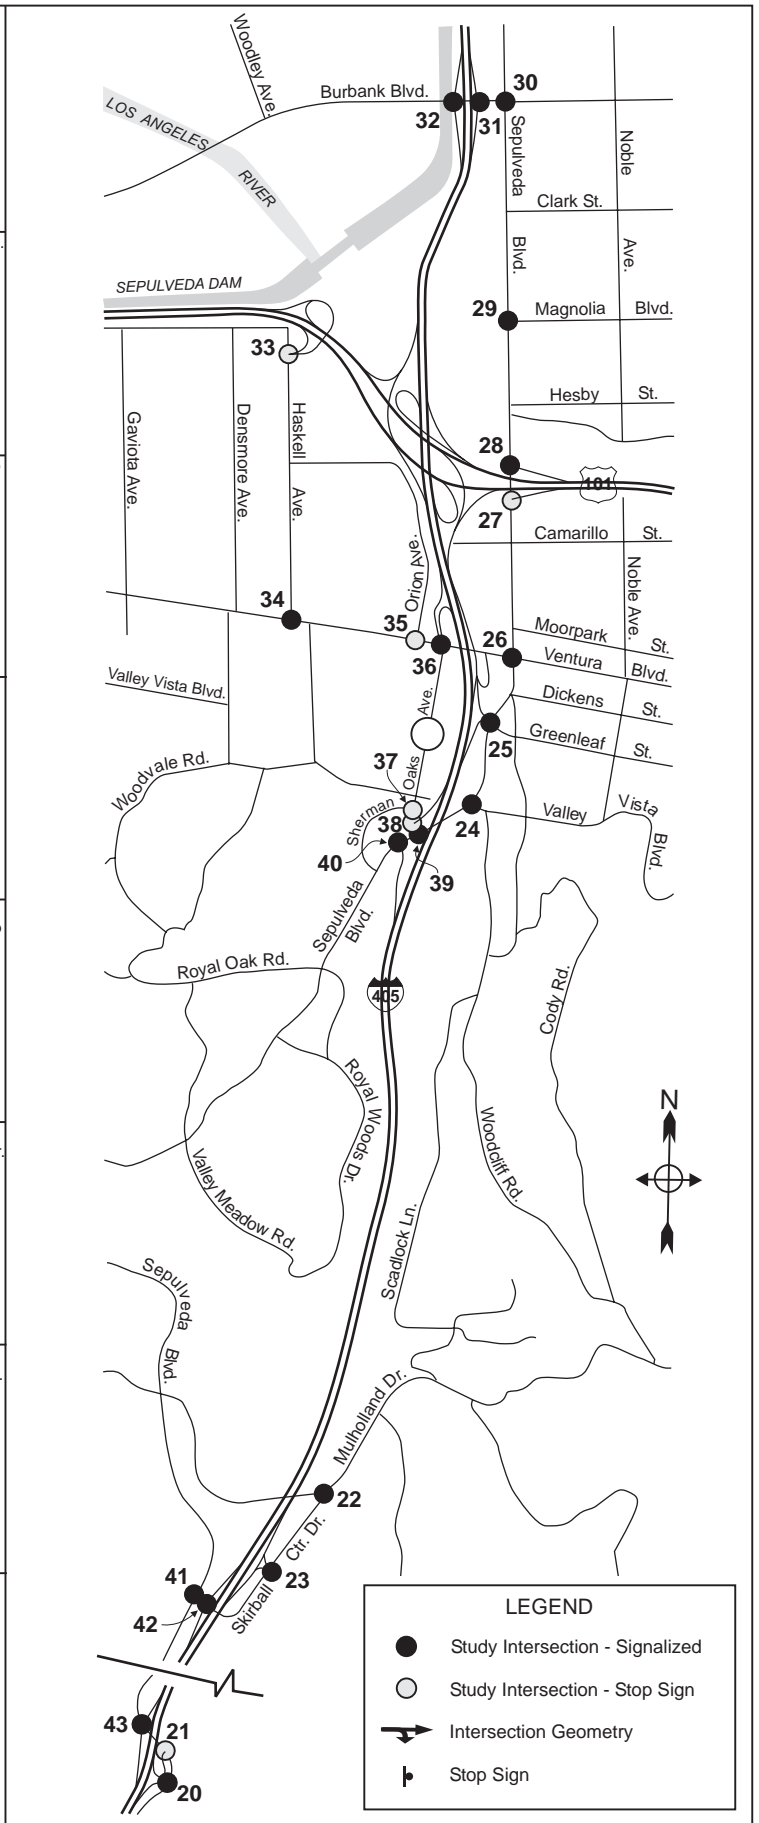 Woodley Ave.
Burbank Blvd.
30
32
31
LOS ANGELES
RIVER
Sepulveda
Blvd.
Noble
Ave.
Clark St.
SEPULVEDA DAM
29
Magnolia Blvd.
33
Hesby St.
Gaviota Ave.
Densmore Ave.
Haskell
Ave.
28
101
27
Camarillo St.
Orion Ave.
Noble Ave.
34
35
36
26
Moorpark St.
Ventura Blvd.
Valley Vista Blvd.
Dickens St.
Greenleaf St.
25
Woodvale Rd.
37
Sherman
Oaks
Ave.
38
24
Valley Vista
Blvd.
40
39
Sepulveda
Blvd.
Royal Oak Rd.
405
Cody Rd.
Royal Woods Dr.
N
Woodcliff Rd.
Valley Meadow Rd.
Scadlock Ln.
Sepulveda
Blvd.
Mulholland Dr.
22
Skirball
Ctr. Dr.
23
41
42
43
21
20
LEGEND
Study Intersection - Signalized
Study Intersection - Stop Sign
Intersection Geometry
Stop Sign